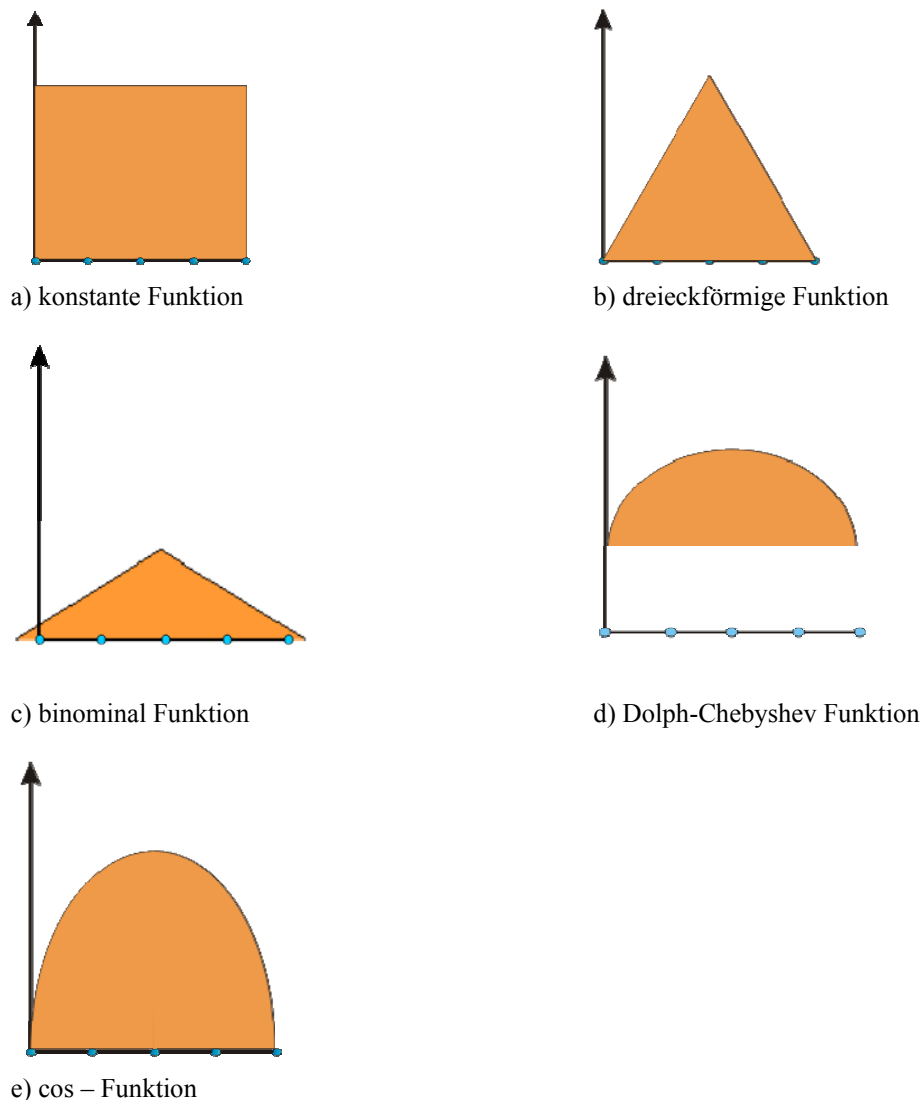 a) konstante Funktion
b) dreieckförmige Funktion
c) binominal Funktion
d) Dolph-Chebyshev Funktion
e) cos – Funktion